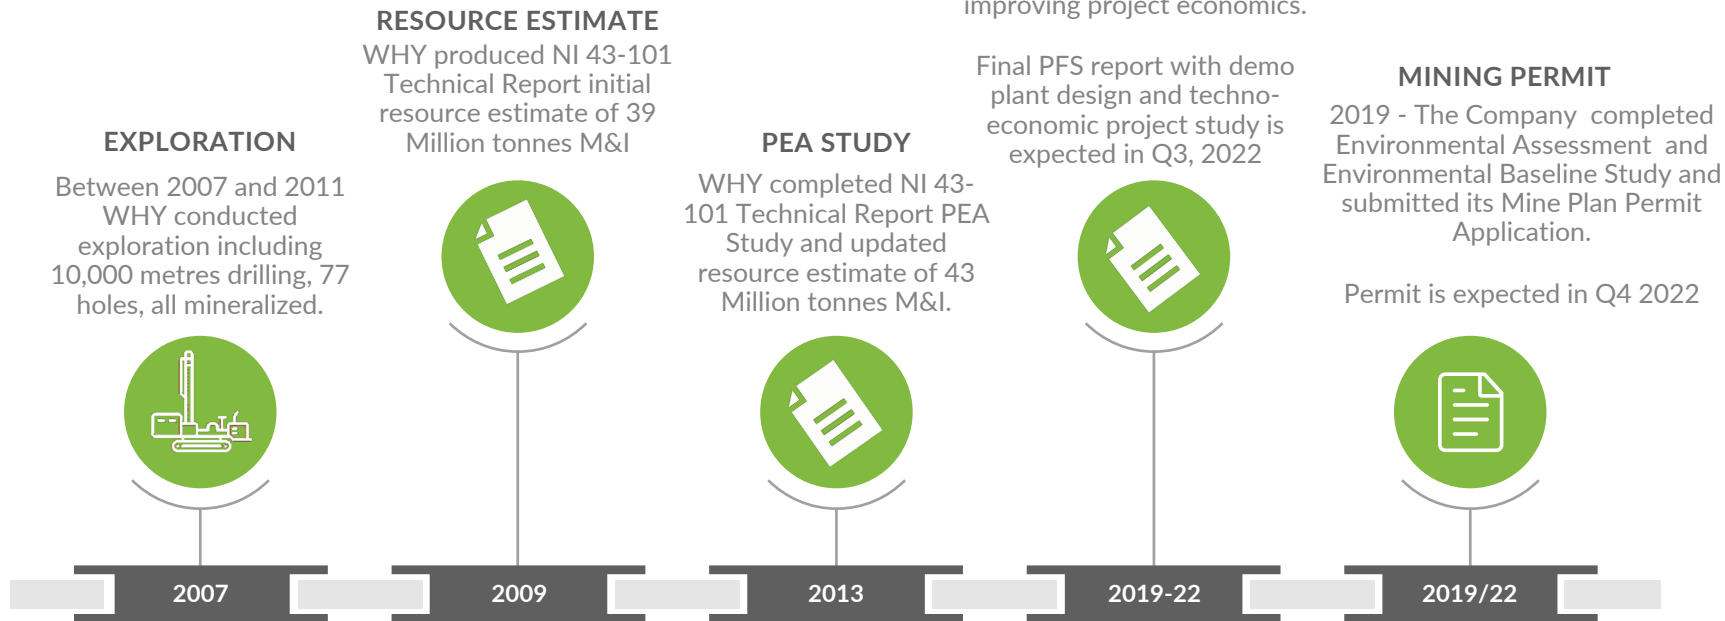 EXPLORATION
Between 2007 and 2011
WHY conducted
exploration including
10,000 metres drilling, 77
holes, all mineralized.
2007
RESOURCE ESTIMATE
WHY produced NI 43-101
Technical Report initial
resource estimate of 39
Million tonnes M&I
2009
PEA STUDY
WHY completed NI 43-
101 Technical Report PEA
Study and updated
resource estimate of 43
Million tonnes M&I.
2013
improving project economics.
Final PFS report with demo
plant design and techno-
economic project study is
expected in Q3, 2022
2019-22
MINING PERMIT
2019 - The Company completed
Environmental Assessment and
Environmental Baseline Study and
submitted its Mine Plan Permit
Application.
Permit is expected in Q4 2022
2019/22